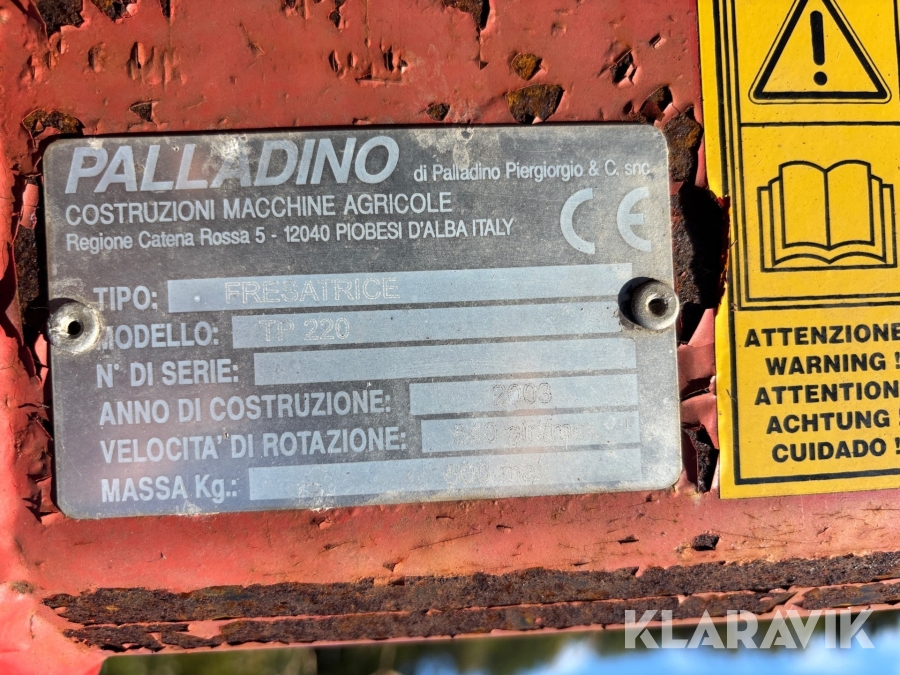 PALLADINO di Palladino Piergiorgio & C. snc
COSTRUZIONI MACCHINE AGRICOLE
Regione Catena Rossa 5 - 12040 PIOBESI D'ALBA ITALY
CE
TIPO: FRESATRICE
MODELLO: TP 220
N° DI SERIE:
ANNO DI COSTRUZIONE: 2003
VELOCITA' DI ROTAZIONE:
MASSA Kg.:
ATTENZIONE
WARNING !
ATTENTION
ACHTUNG !
CUIDADO !
KLARAVIK